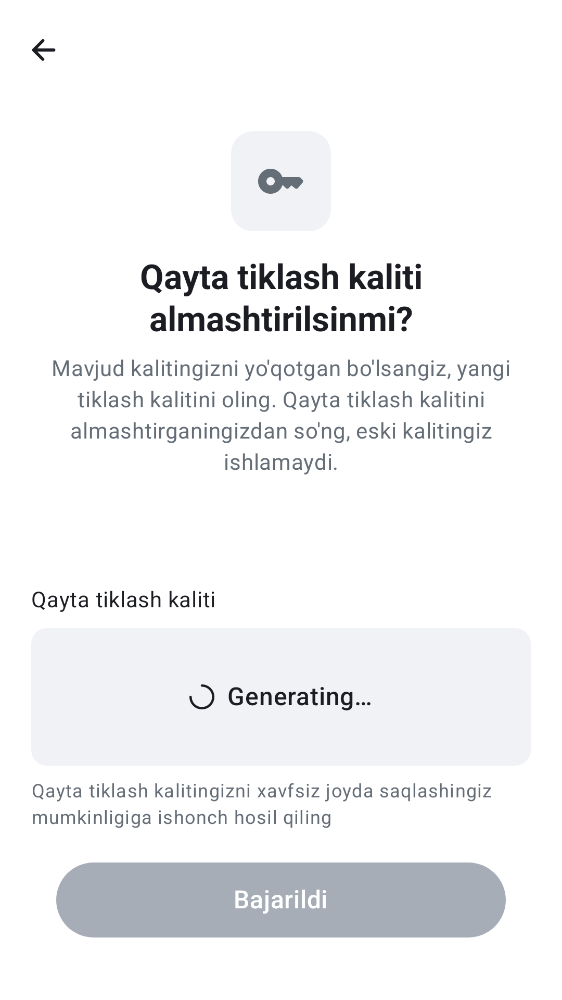 Qayta tiklash kaliti
almashtirilsinmi?
Mavjud kalitingizni yo'qotgan bo'lsangiz, yangi
tiklash kalitini oling. Qayta tiklash kalitini
almashtirganingizdan so'ng, eski kalitingiz
ishlamaydi.
Qayta tiklash kaliti
Generating…
Qayta tiklash kalitingizni xavfsiz joyda saqlashingiz
mumkinligiga ishonch hosil qiling
Bajarildi